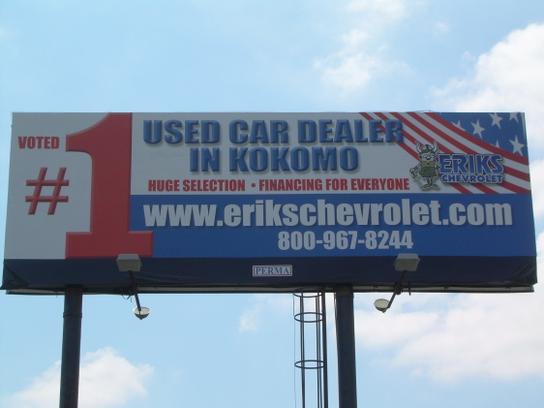 VOTED
#1
USED CAR DEALER
IN KOKOMO
HUGE SELECTION • FINANCING FOR EVERYONE
ERIKS
CHEVROLET
www.erikschevrolet.com
800-967-8244
PERMA